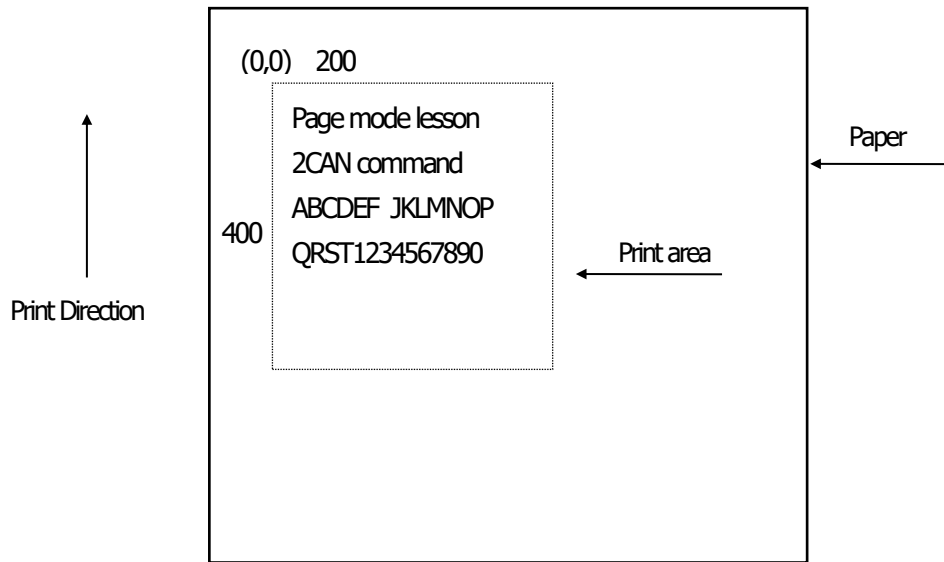 (0,0) 200
Page mode lesson
2CAN command
ABCDEF JKLMNOP
QRST1234567890
400
Print area
Paper
Print Direction